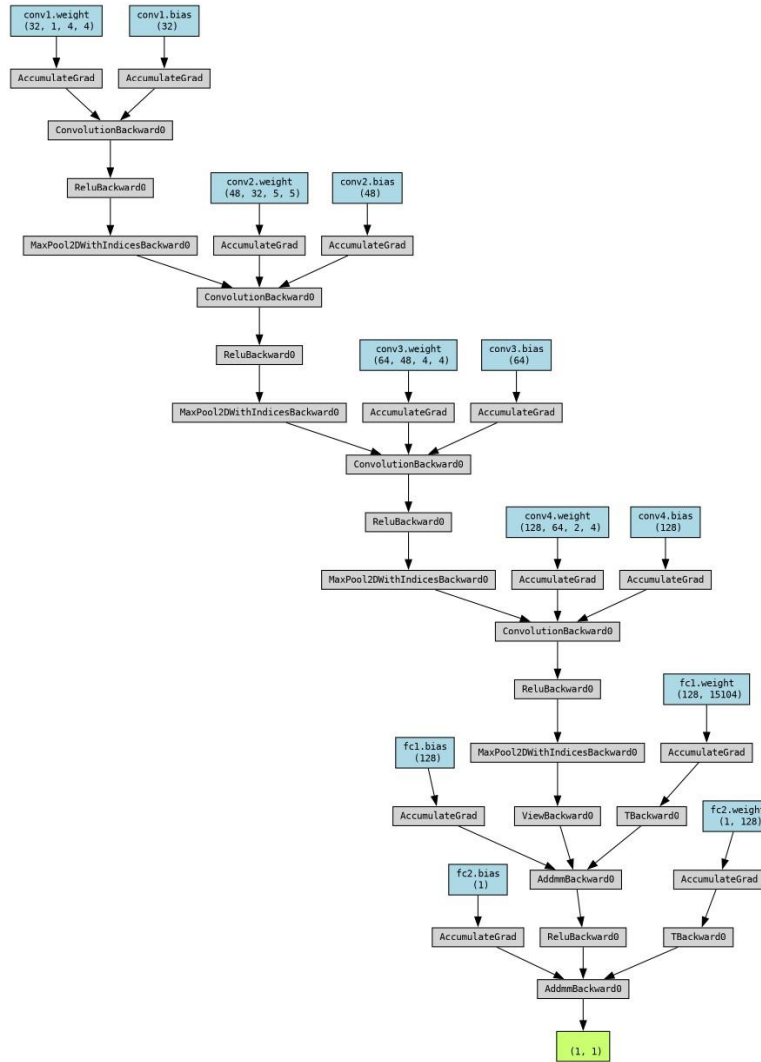 conv1.weight
(32, 1, 4, 4)
conv1.bias
(32)
AccumulateGrad
AccumulateGrad
ConvolutionBackward0
ReluBackward0
conv2.weight
(48, 32, 5, 5)
conv2.bias
(48)
MaxPool2DWithIndicesBackward0
AccumulateGrad
AccumulateGrad
ConvolutionBackward0
ReluBackward0
conv3.weight
(64, 48, 4, 4)
conv3.bias
(64)
MaxPool2DWithIndicesBackward0
AccumulateGrad
AccumulateGrad
ConvolutionBackward0
ReluBackward0
conv4.weight
(128, 64, 2, 4)
conv4.bias
(128)
MaxPool2DWithIndicesBackward0
AccumulateGrad
AccumulateGrad
ConvolutionBackward0
ReluBackward0
fc1.weight
(128, 15104)
fc1.bias
(128)
MaxPool2DWithIndicesBackward0
AccumulateGrad
AccumulateGrad
ViewBackward0
TBackward0
fc2.weight
(1, 128)
fc2.bias
(1)
AddmmBackward0
AccumulateGrad
AccumulateGrad
ReluBackward0
TBackward0
AddmmBackward0
(1, 1)